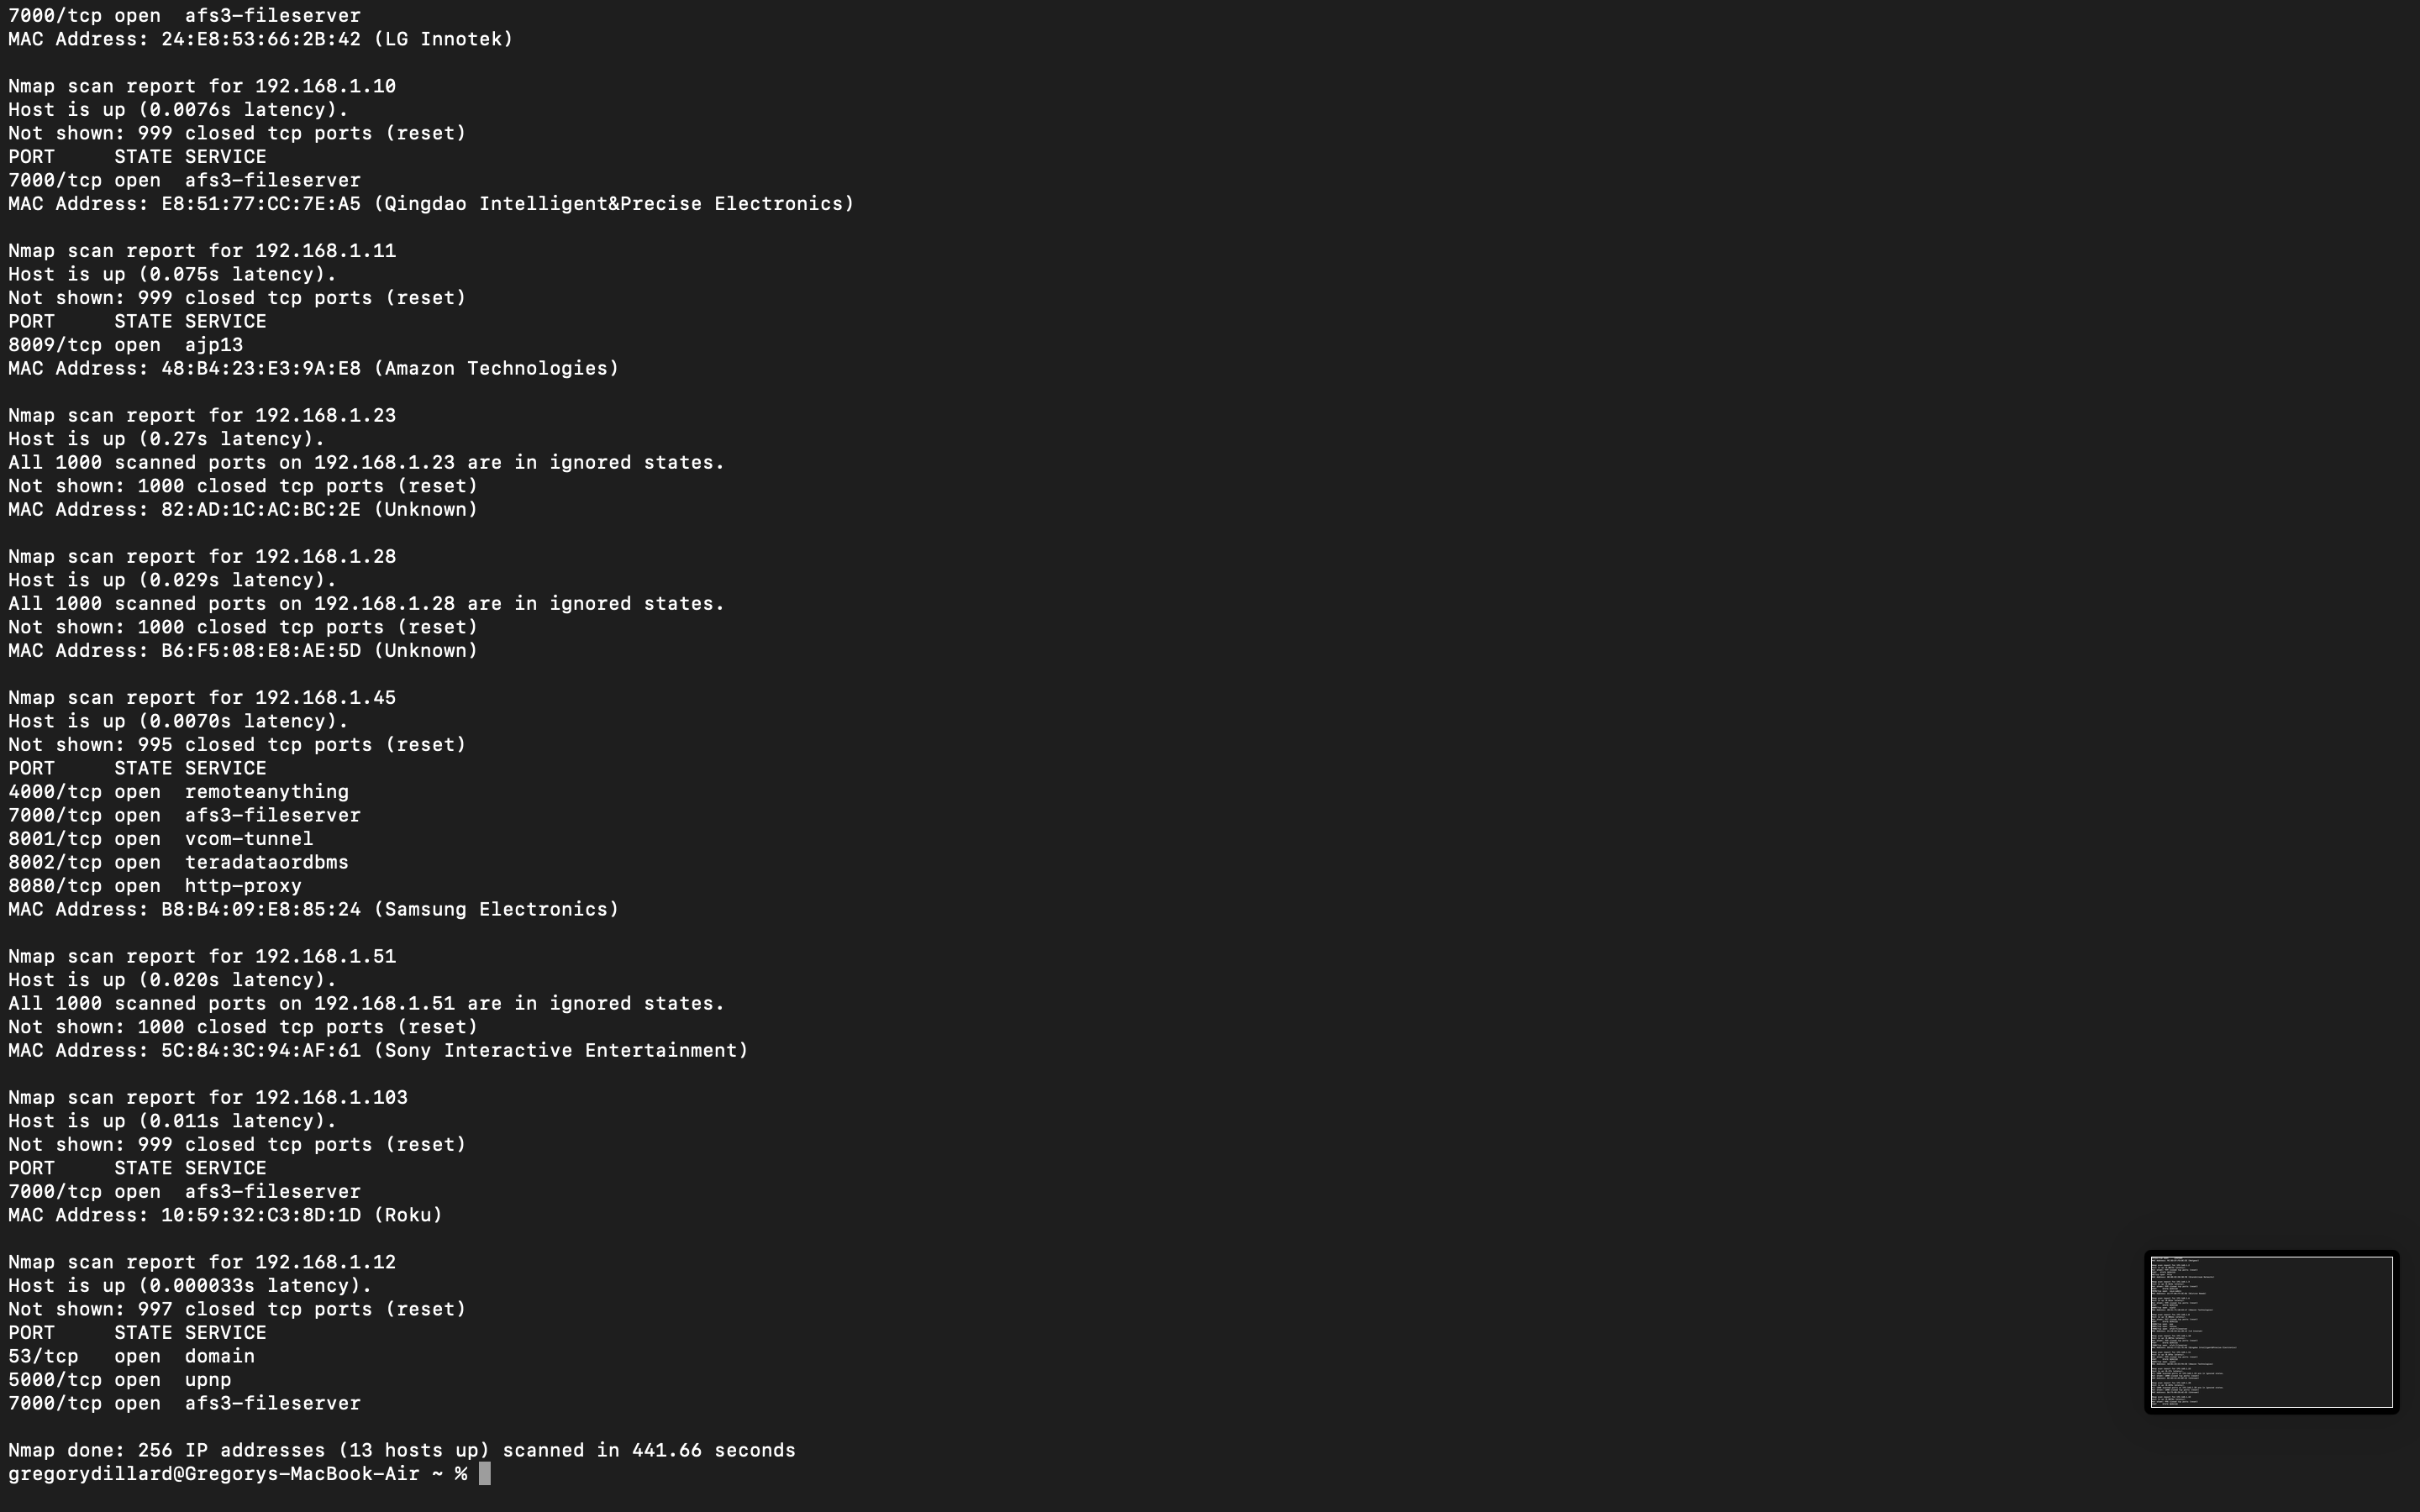 7000/tcp open  afs3-fileserver
MAC Address: 24:E8:53:66:2B:42 (LG Innotek)

Nmap scan report for 192.168.1.10
Host is up (0.0076s latency).
Not shown: 999 closed tcp ports (reset)
PORT     STATE SERVICE
7000/tcp open  afs3-fileserver
MAC Address: E8:51:77:CC:7E:A5 (Qingdao Intelligent&Precise Electronics)

Nmap scan report for 192.168.1.11
Host is up (0.075s latency).
Not shown: 999 closed tcp ports (reset)
PORT     STATE SERVICE
8009/tcp open  ajp13
MAC Address: 48:B4:23:E3:9A:E8 (Amazon Technologies)

Nmap scan report for 192.168.1.23
Host is up (0.27s latency).
All 1000 scanned ports on 192.168.1.23 are in ignored states.
Not shown: 1000 closed tcp ports (reset)
MAC Address: 82:AD:1C:AC:BC:2E (Unknown)

Nmap scan report for 192.168.1.28
Host is up (0.029s latency).
All 1000 scanned ports on 192.168.1.28 are in ignored states.
Not shown: 1000 closed tcp ports (reset)
MAC Address: B6:F5:08:E8:AE:5D (Unknown)

Nmap scan report for 192.168.1.45
Host is up (0.0070s latency).
Not shown: 995 closed tcp ports (reset)
PORT     STATE SERVICE
4000/tcp open  remoteanything
7000/tcp open  afs3-fileserver
8001/tcp open  vcom-tunnel
8002/tcp open  teradataordbms
8080/tcp open  http-proxy
MAC Address: B8:B4:09:E8:85:24 (Samsung Electronics)

Nmap scan report for 192.168.1.51
Host is up (0.020s latency).
All 1000 scanned ports on 192.168.1.51 are in ignored states.
Not shown: 1000 closed tcp ports (reset)
MAC Address: 5C:84:3C:94:AF:61 (Sony Interactive Entertainment)

Nmap scan report for 192.168.1.103
Host is up (0.011s latency).
Not shown: 999 closed tcp ports (reset)
PORT     STATE SERVICE
7000/tcp open  afs3-fileserver
MAC Address: 10:59:32:C3:8D:1D (Roku)

Nmap scan report for 192.168.1.12
Host is up (0.000033s latency).
Not shown: 997 closed tcp ports (reset)
PORT     STATE SERVICE
53/tcp   open  domain
5000/tcp open  upnp
7000/tcp open  afs3-fileserver

Nmap done: 256 IP addresses (13 hosts up) scanned in 441.66 seconds
gregorydillard@Gregorys-MacBook-Air ~ %